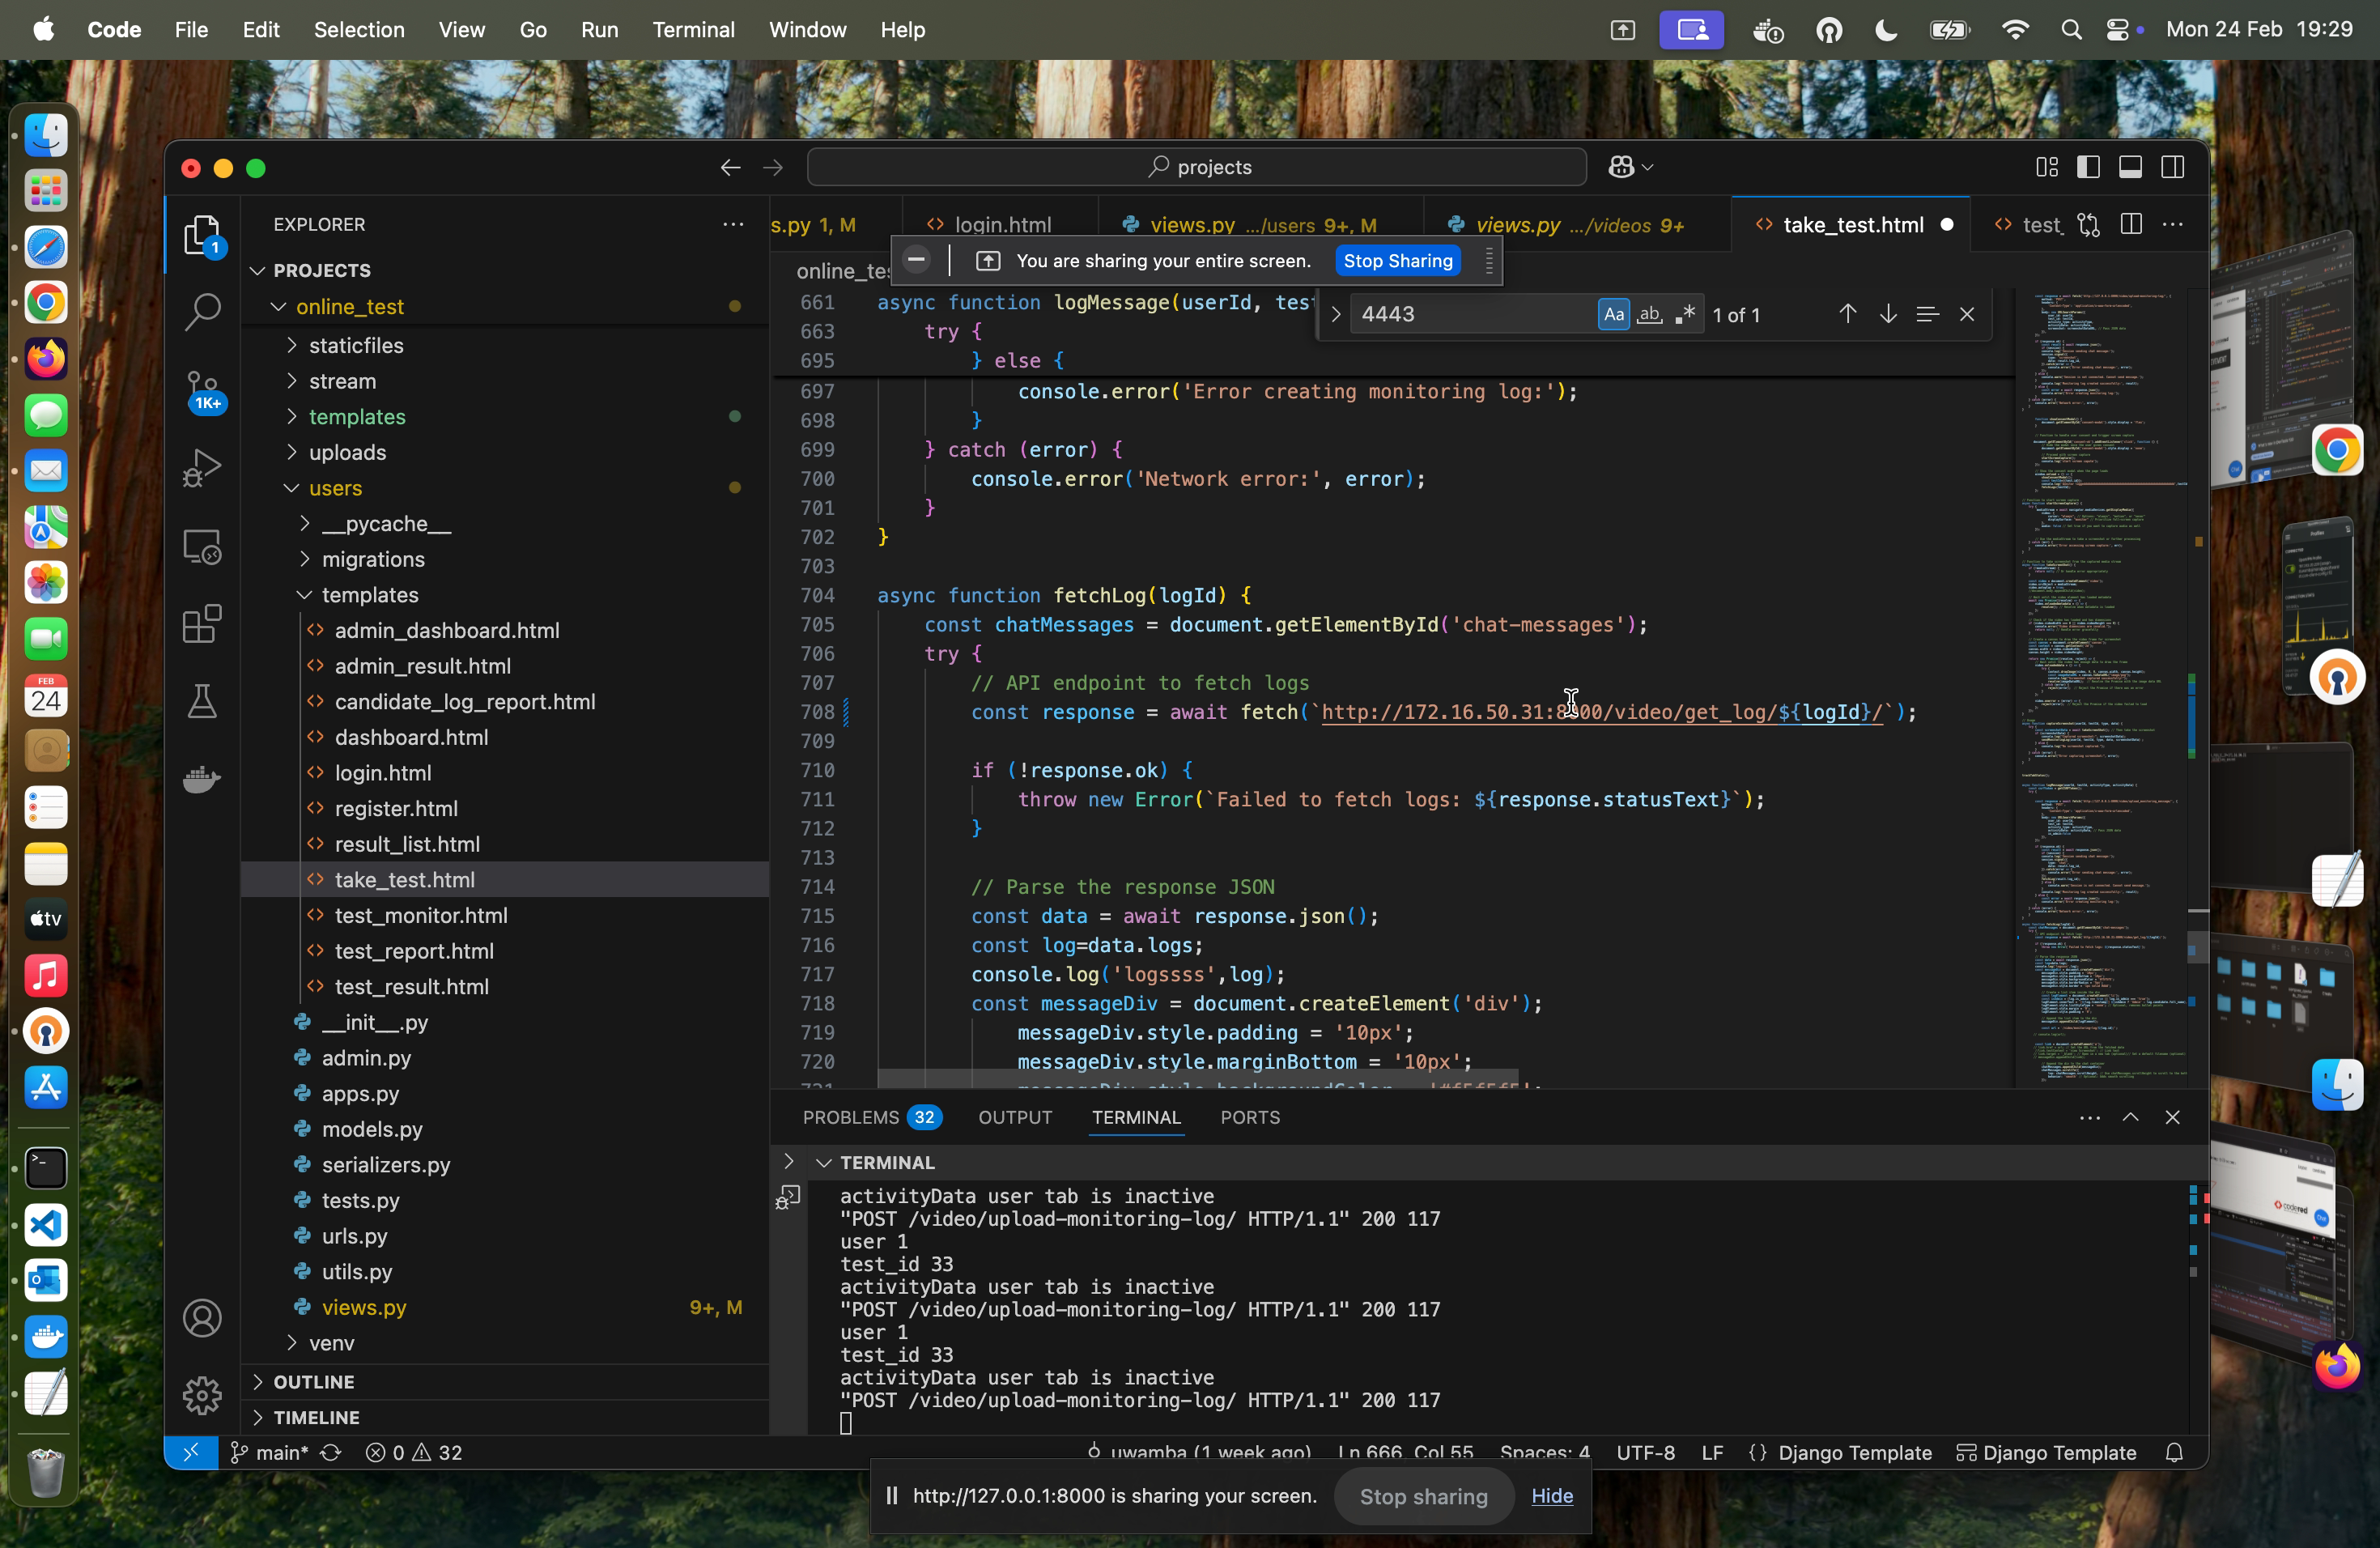 Code File Edit Selection View Go Run Terminal Window Help Mon 24 Feb 19:29
projects
EXPLORER
s.py 1, M
login.html
views.py .../users 9+, M
views.py .../videos 9+
take_test.html
test_
You are sharing your entire screen. Stop Sharing
PROJECTS
online_test
staticfiles
stream
templates
uploads
users
__pycache__
migrations
templates
admin_dashboard.html
admin_result.html
candidate_log_report.html
dashboard.html
login.html
register.html
result_list.html
take_test.html
test_monitor.html
test_report.html
test_result.html
__init__.py
admin.py
apps.py
models.py
serializers.py
tests.py
urls.py
utils.py
views.py 9+, M
venv
OUTLINE
TIMELINE
1
1K+
FEB
24
tv
online_tes
4443 Aa ab 1 of 1
661 async function logMessage(userId, tes
663 try {
695 } else {
697 console.error('Error creating monitoring log:');
698 }
699 } catch (error) {
700 console.error('Network error:', error);
701 }
702 }
703
704 async function fetchLog(logId) {
705 const chatMessages = document.getElementById('chat-messages');
706 try {
707 // API endpoint to fetch logs
708 const response = await fetch(`http://172.16.50.31:8000/video/get_log/${logId}/`);
709
710 if (!response.ok) {
711 throw new Error(`Failed to fetch logs: ${response.statusText}`);
712 }
713
714 // Parse the response JSON
715 const data = await response.json();
716 const log=data.logs;
717 console.log('logssss',log);
718 const messageDiv = document.createElement('div');
719 messageDiv.style.padding = '10px';
720 messageDiv.style.marginBottom = '10px';
PROBLEMS 32 OUTPUT TERMINAL PORTS
TERMINAL
activityData user tab is inactive
"POST /video/upload-monitoring-log/ HTTP/1.1" 200 117
user 1
test_id 33
activityData user tab is inactive
"POST /video/upload-monitoring-log/ HTTP/1.1" 200 117
user 1
test_id 33
activityData user tab is inactive
"POST /video/upload-monitoring-log/ HTTP/1.1" 200 117
main* 0 32 uwamba (1 week ago) Ln 666, Col 55 Spaces: 4 UTF-8 LF {} Django Template Django Template
http://127.0.0.1:8000 is sharing your screen. Stop sharing Hide